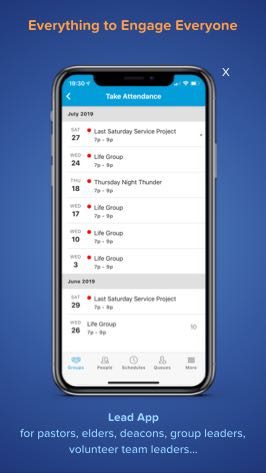 Everything to Engage Everyone
X
19:30
Take Attendance
July 2019
SAT
27
Last Saturday Service Project
7p - 9p
WED
24
Life Group
7p - 9p
THU
18
Thursday Night Thunder
7p - 9p
WED
17
Life Group
7p - 9p
WED
10
Life Group
7p - 9p
WED
3
Life Group
7p - 9p
June 2019
SAT
29
Last Saturday Service Project
7p - 9p
WED
26
Life Group
7p - 9p
10
Groups People Schedules Queues More
Lead App
for pastors, elders, deacons, group leaders,
volunteer team leaders...